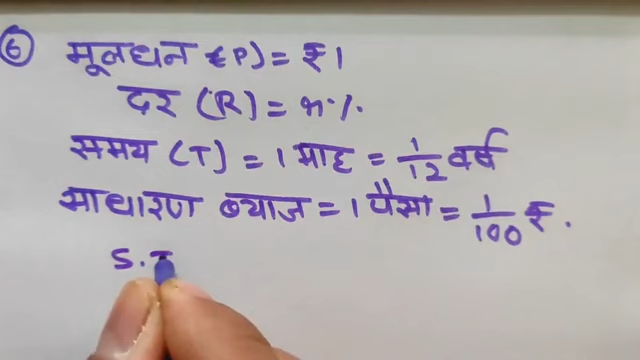 6 मूलधन (P) = ₹1
दर (R) = r%
समय (T) = 1 माह = 1/12 वर्ष
साधारण ब्याज = 1 पैसा = 1/100 ₹.
S.I